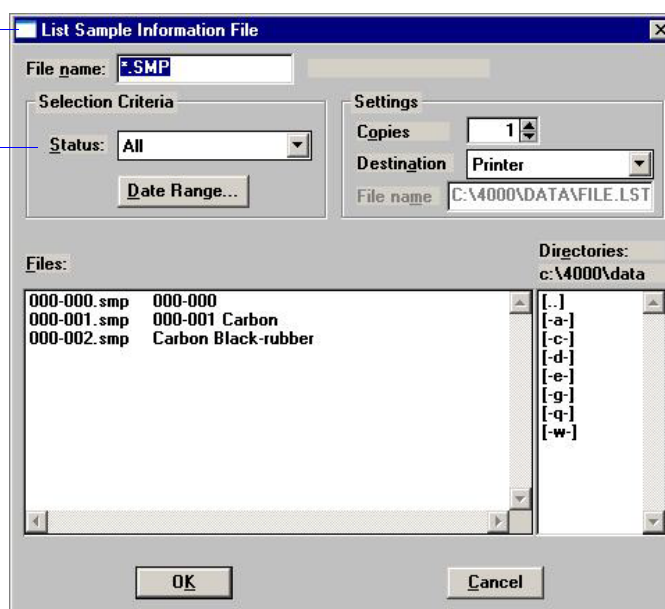 List Sample Information File
File name: *.SMP
Selection Criteria
Status: All
Date Range...
Settings
Copies 1
Destination Printer
File name C:\4000\DATA\FILE.LST
Files:
000-000.smp 000-000
000-001.smp 000-001 Carbon
000-002.smp Carbon Black-rubber
Directories:
c:\4000\data
[..]
[-a-]
[-c-]
[-d-]
[-e-]
[-g-]
[-q-]
[-w-]
OK
Cancel